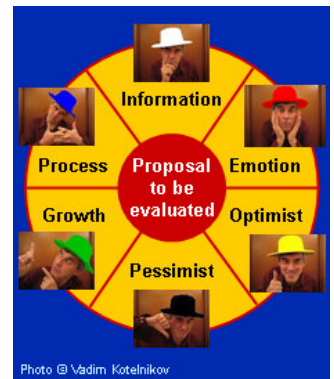 Information
Process
Proposal
to be
evaluated
Emotion
Growth
Optimist
Pessimist
Photo @ Vadim Kotelnikov